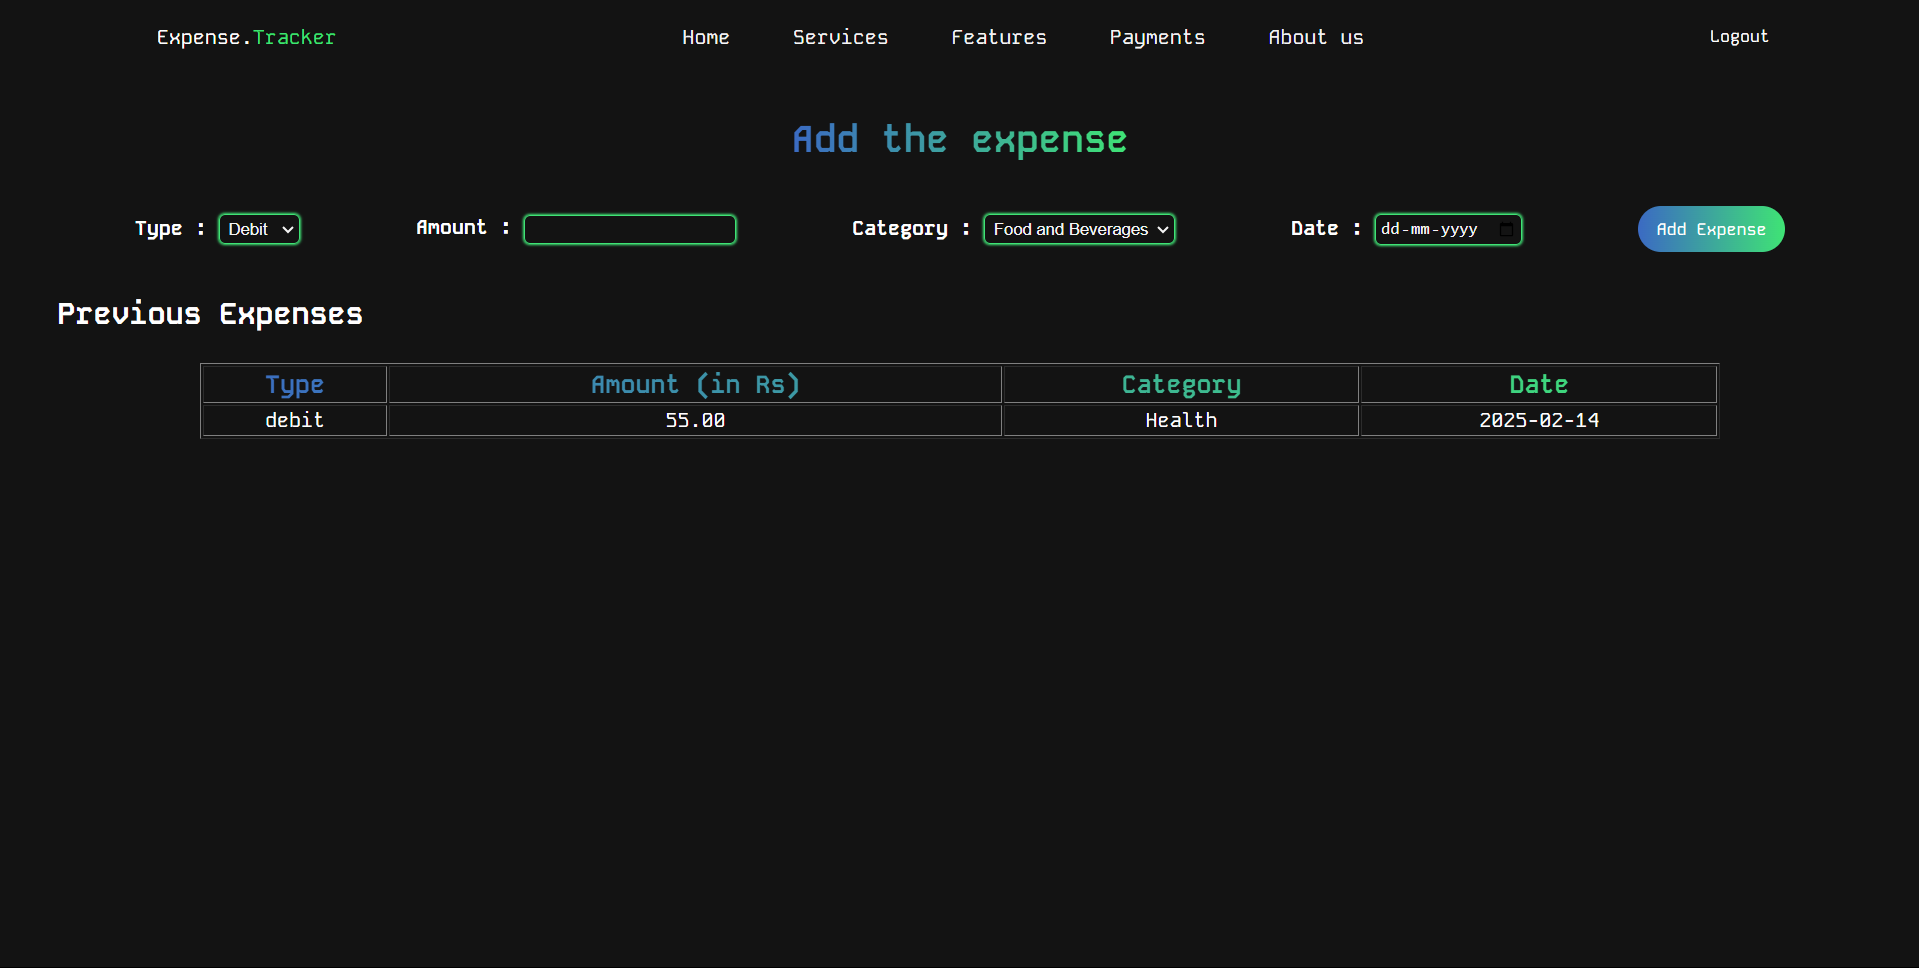 Expense.Tracker Home Services Features Payments About us Logout
Add the expense
Type : Debit Amount : Category : Food and Beverages Date : dd-mm-yyyy Add Expense
Previous Expenses
Type Amount (in Rs) Category Date
debit 55.00 Health 2025-02-14